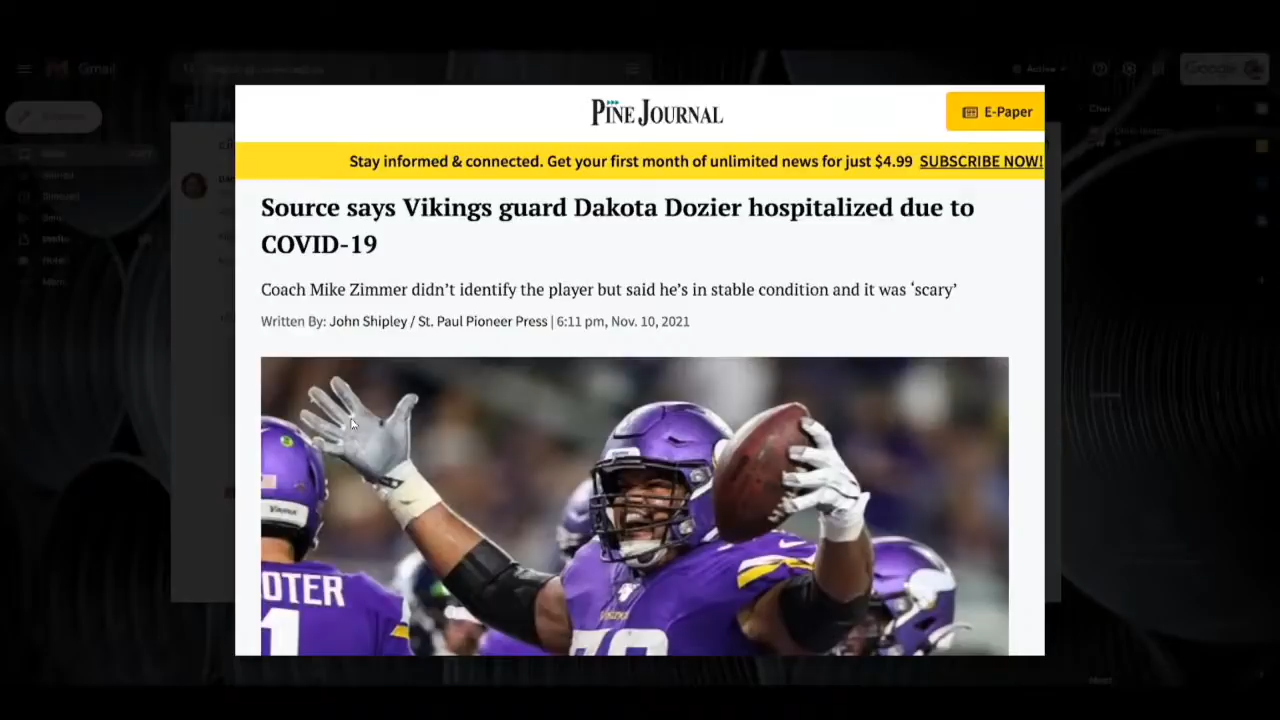 Gmail
Active
Google
PINE JOURNAL
E-Paper
Stay informed & connected. Get your first month of unlimited news for just $4.99 SUBSCRIBE NOW!
Source says Vikings guard Dakota Dozier hospitalized due to
COVID-19
Coach Mike Zimmer didn’t identify the player but said he’s in stable condition and it was ‘scary’
Written By: John Shipley / St. Paul Pioneer Press | 6:11 pm, Nov. 10, 2021
OTER